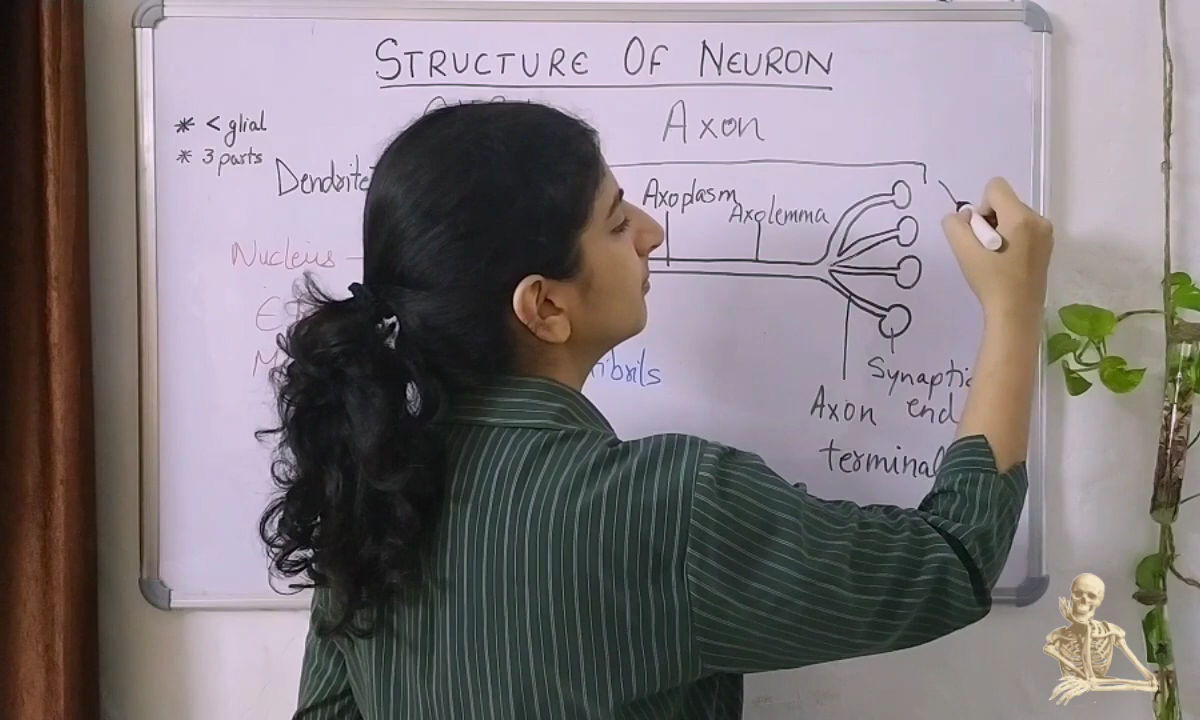 STRUCTURE OF NEURON
Axon
* < glial
* 3 parts
Dendrite
Axoplasm
Axolemma
Nucleus
Synaptic
end
Axon
terminal